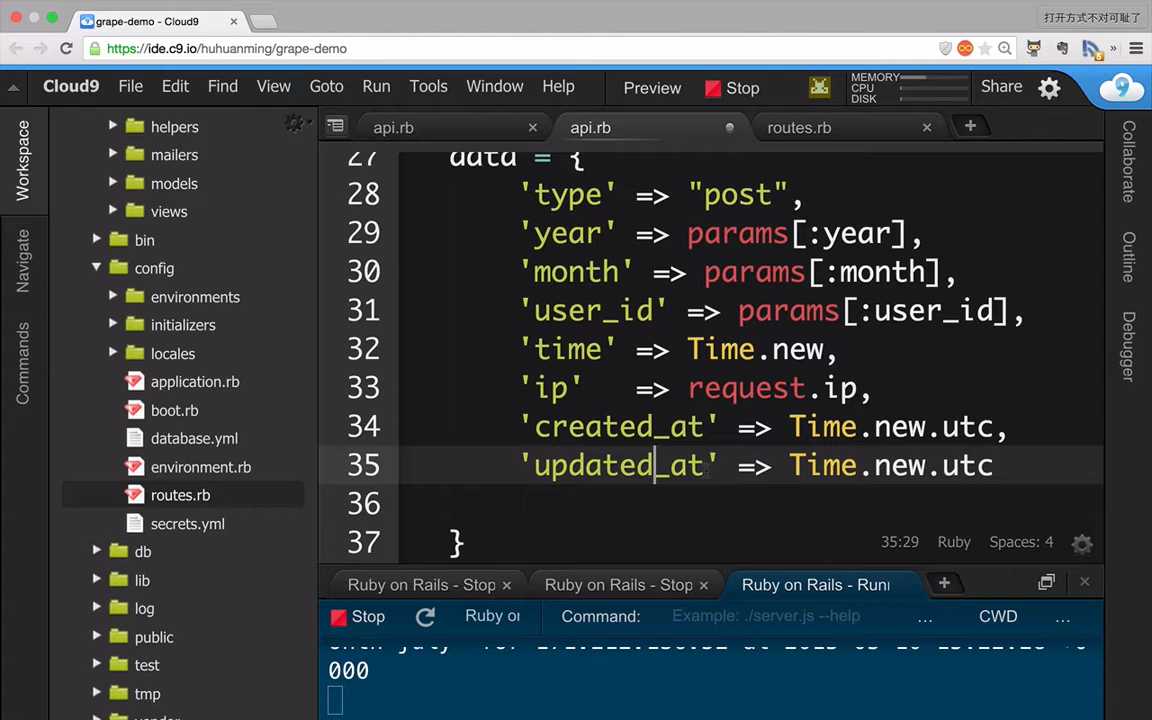 grape-demo - Cloud9
打开方式不对可耻了
https://ide.c9.io/huhuanming/grape-demo
Cloud9 File Edit Find View Goto Run Tools Window Help Preview Stop MEMORY CPU DISK Share
Workspace
Navigate
Commands
helpers
mailers
models
views
bin
config
environments
initializers
locales
application.rb
boot.rb
database.yml
environment.rb
routes.rb
secrets.yml
db
lib
log
public
test
tmp
api.rb api.rb routes.rb
27 data = {
28 'type' => "post",
29 'year' => params[:year],
30 'month' => params[:month],
31 'user_id' => params[:user_id],
32 'time' => Time.new,
33 'ip' => request.ip,
34 'created_at' => Time.new.utc,
35 'updated_at' => Time.new.utc
36
37 }
35:29 Ruby Spaces: 4
Collaborate
Outline
Debugger
Ruby on Rails - Stop Ruby on Rails - Stop Ruby on Rails - Runn
Stop Ruby on Command: Example: ./server.js --help ... CWD ...
000